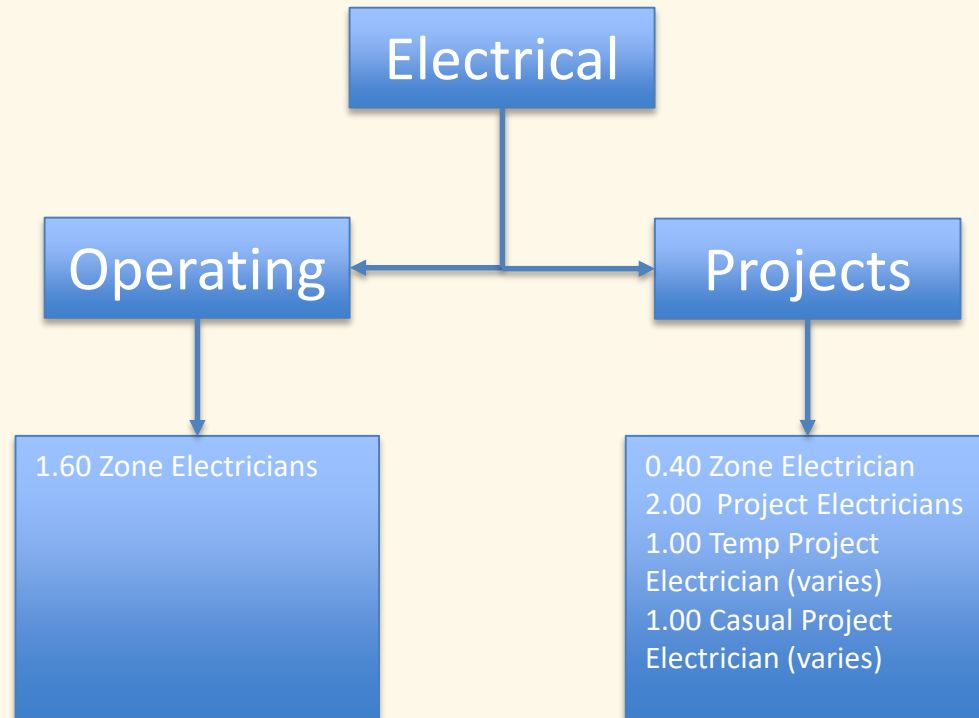 Electrical
Operating
Projects
1.60 Zone Electricians
0.40 Zone Electrician
2.00  Project Electricians
1.00 Temp Project
Electrician (varies)
1.00 Casual Project
Electrician (varies)